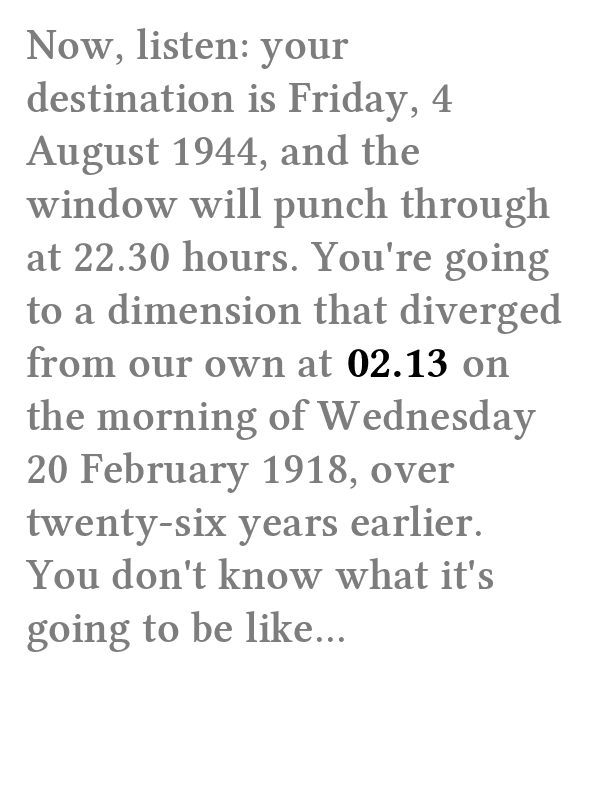 Now, listen: your
destination is Friday, 4
August 1944, and the
window will punch through
at 22.30 hours. You're going
to a dimension that diverged
from our own at 02.13 on
the morning of Wednesday
20 February 1918, over
twenty-six years earlier.
You don't know what it's
going to be like...